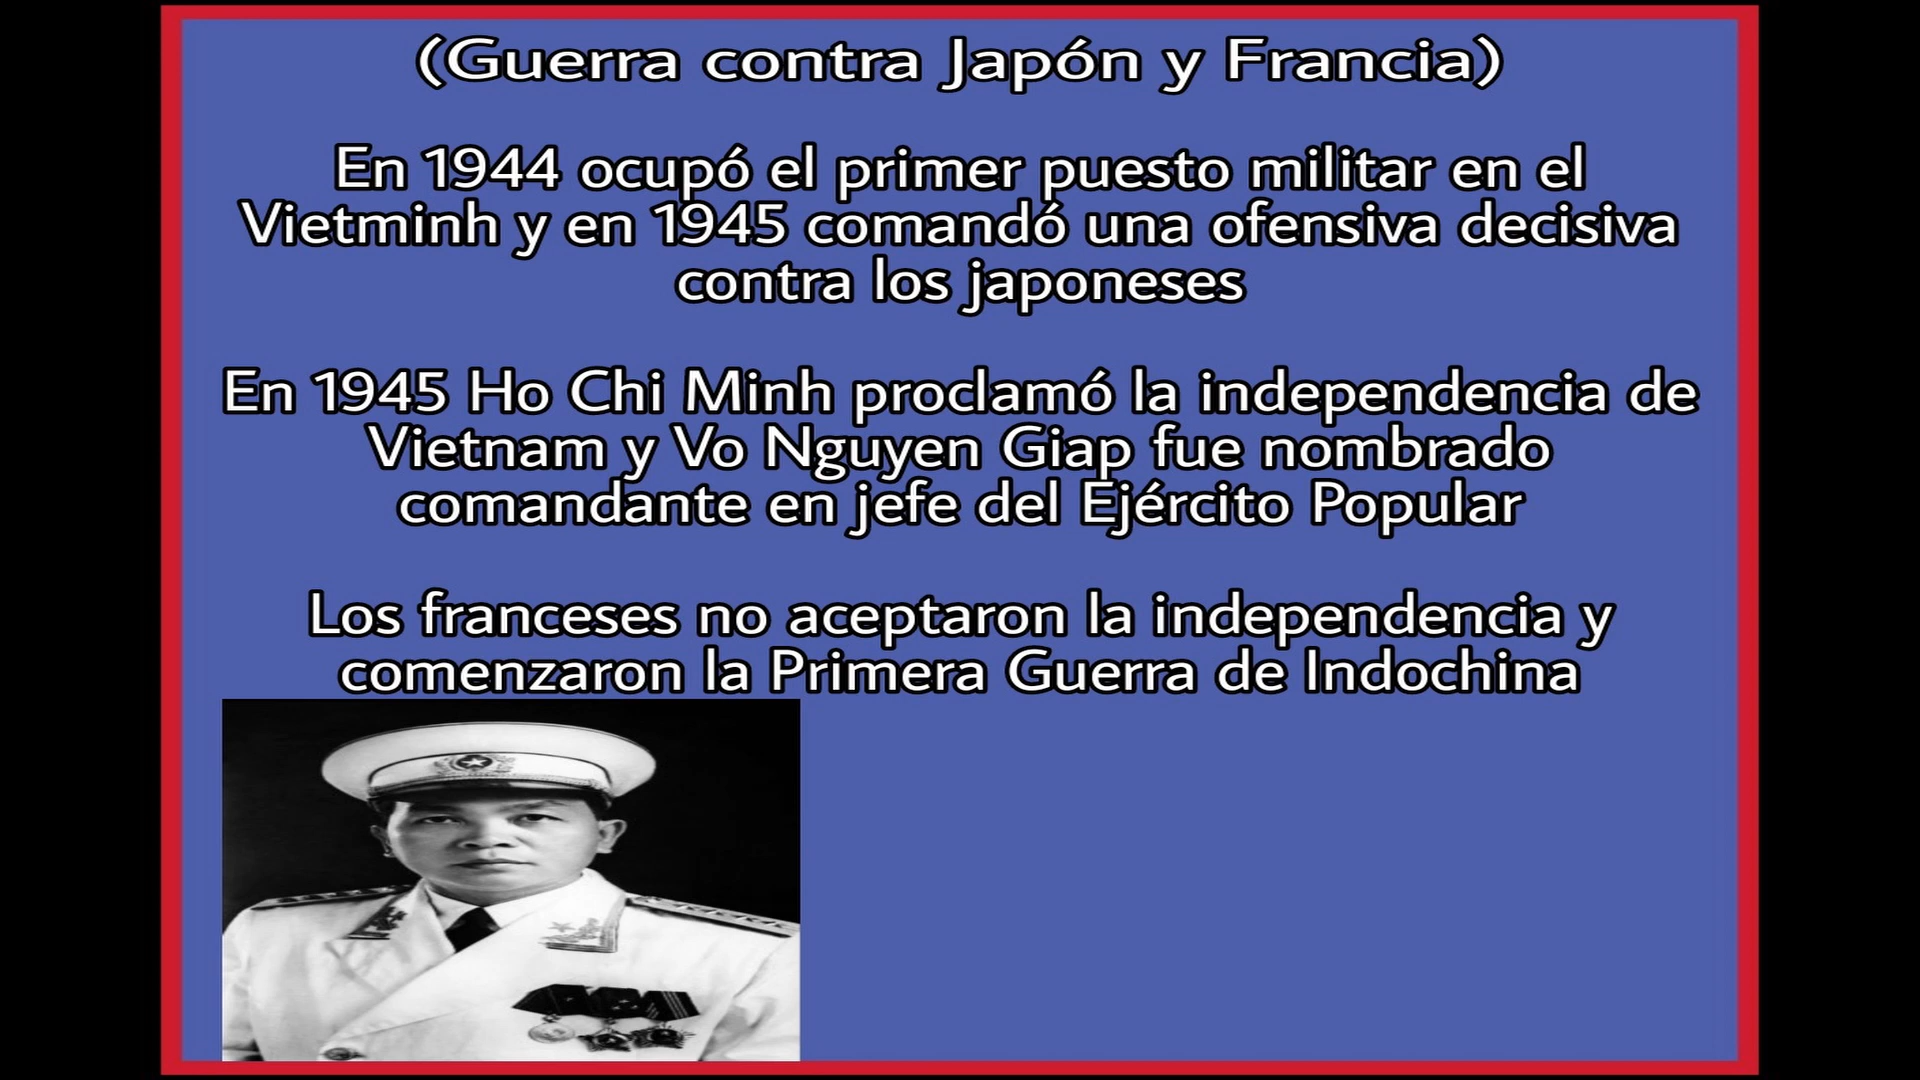 (Guerra contra Japón y Francia)
En 1944 ocupó el primer puesto militar en el
Vietminh y en 1945 comandó una ofensiva decisiva
contra los japoneses
En 1945 Ho Chi Minh proclamó la independencia de
Vietnam y Vo Nguyen Giap fue nombrado
comandante en jefe del Ejército Popular
Los franceses no aceptaron la independencia y
comenzaron la Primera Guerra de Indochina